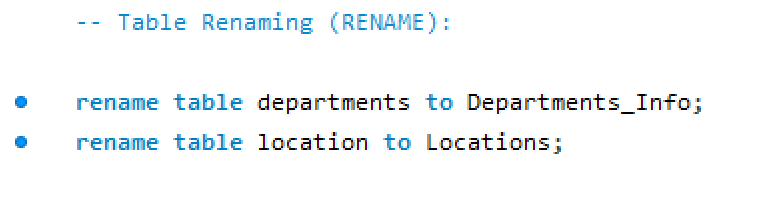 -- Table Renaming (RENAME):
rename table departments to Departments_Info;
rename table location to Locations;